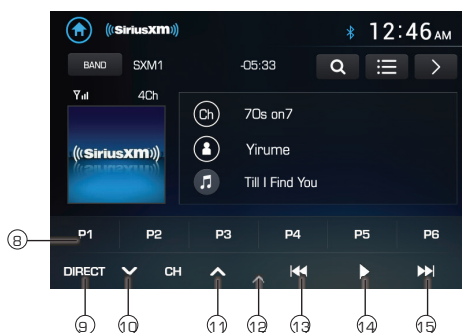 ((SiriusXM)) 12:46AM
BAND SXM1 -05:33
4Ch
Ch 70s on7
((SiriusXM)) Yirume
Till I Find You
8 P1 P2 P3 P4 P5 P6
DIRECT CH
9 10 11 12 13 14 15